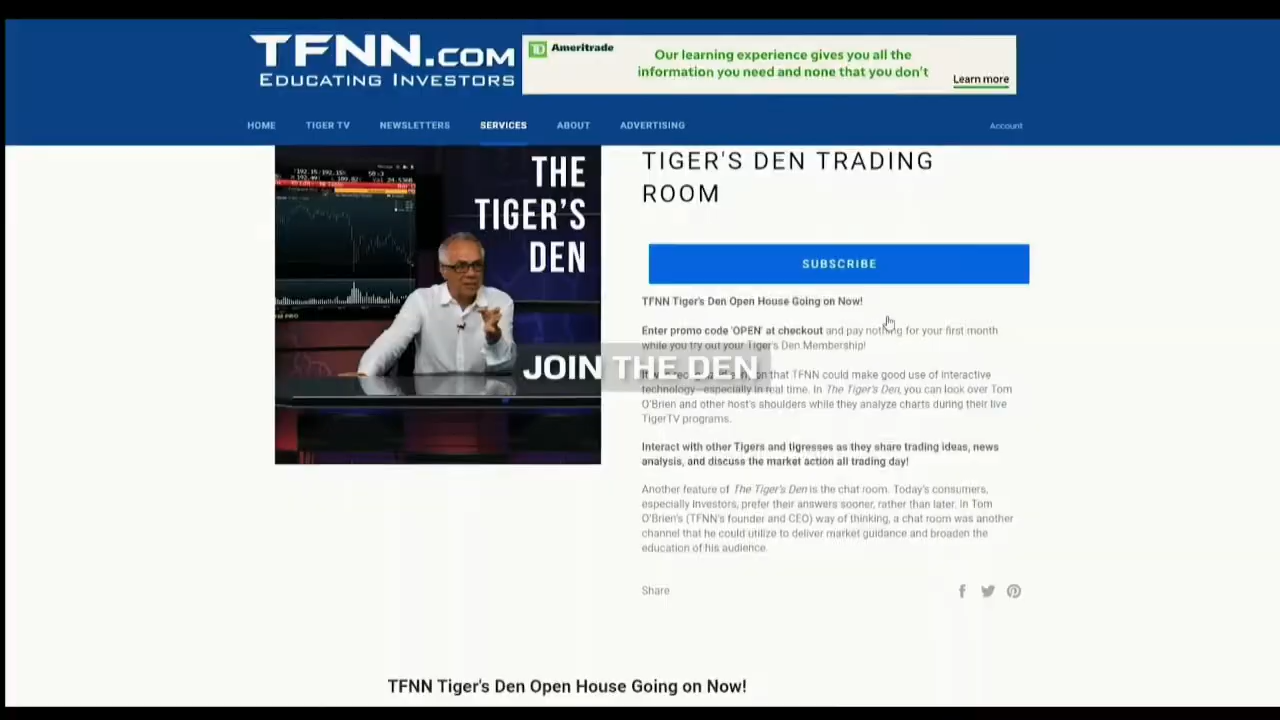 TFNN.COM
EDUCATING INVESTORS
TD Ameritrade
Our learning experience gives you all the
information you need and none that you don't
Learn more
HOME TIGER TV NEWSLETTERS SERVICES ABOUT ADVERTISING Account
THE
TIGER'S
DEN
TIGER'S DEN TRADING
ROOM
SUBSCRIBE
TFNN Tiger's Den Open House Going on Now!
Enter promo code 'OPEN' at checkout and pay nothing for your first month
while you try out your Tiger's Den Membership!
JOIN THE DEN
that TFNN could make good use of interactive
technology—especially in real time. In The Tiger's Den, you can look over Tom
O'Brien and other host's shoulders while they analyze charts during their live
TigerTV programs.
Interact with other Tigers and tigresses as they share trading ideas, news
analysis, and discuss the market action all trading day!
Another feature of The Tiger's Den is the chat room. Today's consumers,
especially investors, prefer their answers sooner, rather than later. In Tom
O'Brien's (TFNN's founder and CEO) way of thinking, a chat room was another
channel that he could utilize to deliver market guidance and broaden the
education of his audience.
Share
TFNN Tiger's Den Open House Going on Now!